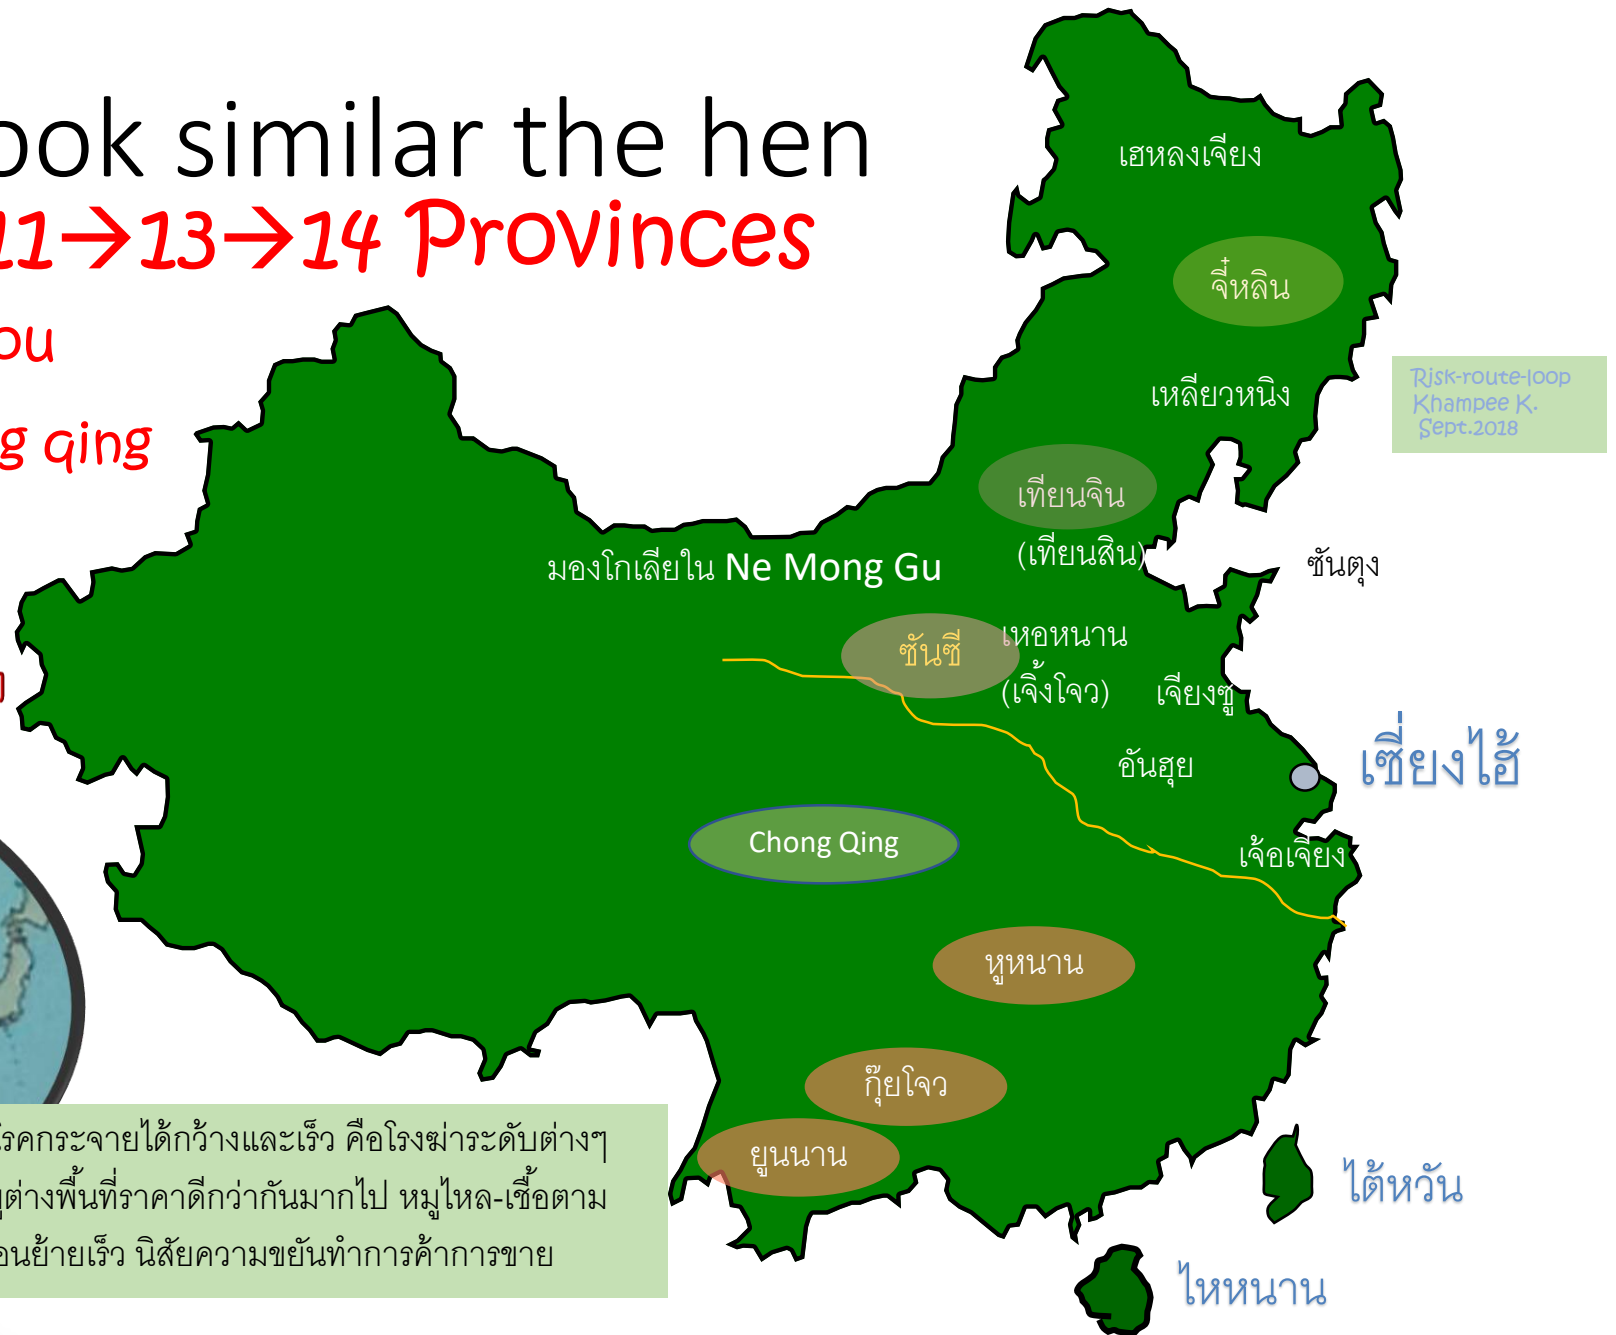 ook similar the hen
11→13→14 Provinces
ou
g qing
เฮหลงเจียง
จี๋หลิน
เหลียวหนิง
Risk-route-loop
Khampee K.
Sept.2018
เทียนจิน
(เทียนสิน)
มองโกเลียใน Ne Mong Gu
ซันตุง
ซันซี
เหอหนาน
(เจิ้งโจว)
เจียงซู
เซี่ยงไฮ้
อันฮุย
Chong Qing
เจ้อเจียง
หูหนาน
กุ๊ยโจว
ยูนนาน
โรคกระจายได้กว้างและเร็ว คือโรงฆ่าระดับต่างๆ
ต่างพื้นที่ราคาดีกว่ากันมากไป หมูไหล-เชื้อตาม
อนย้ายเร็ว นิสัยความขยันทำการค้าการขาย
ไต้หวัน
ไหหนาน